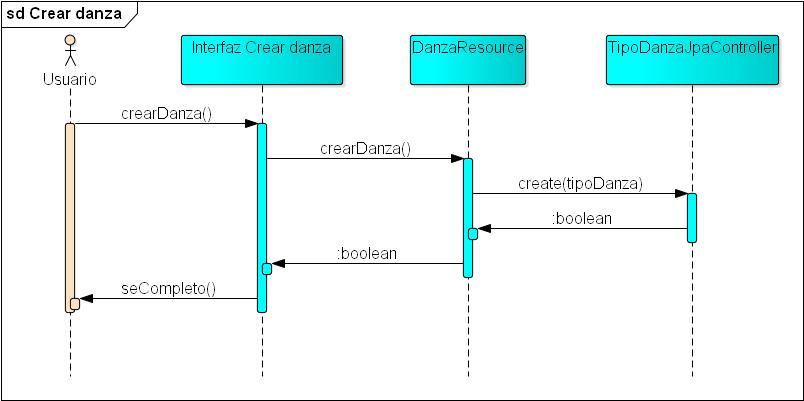 sd Crear danza
Usuario
Interfaz Crear danza
DanzaResource
TipoDanzaJpaController
crearDanza()
crearDanza()
create(tipoDanza)
:boolean
:boolean
seCompleto()